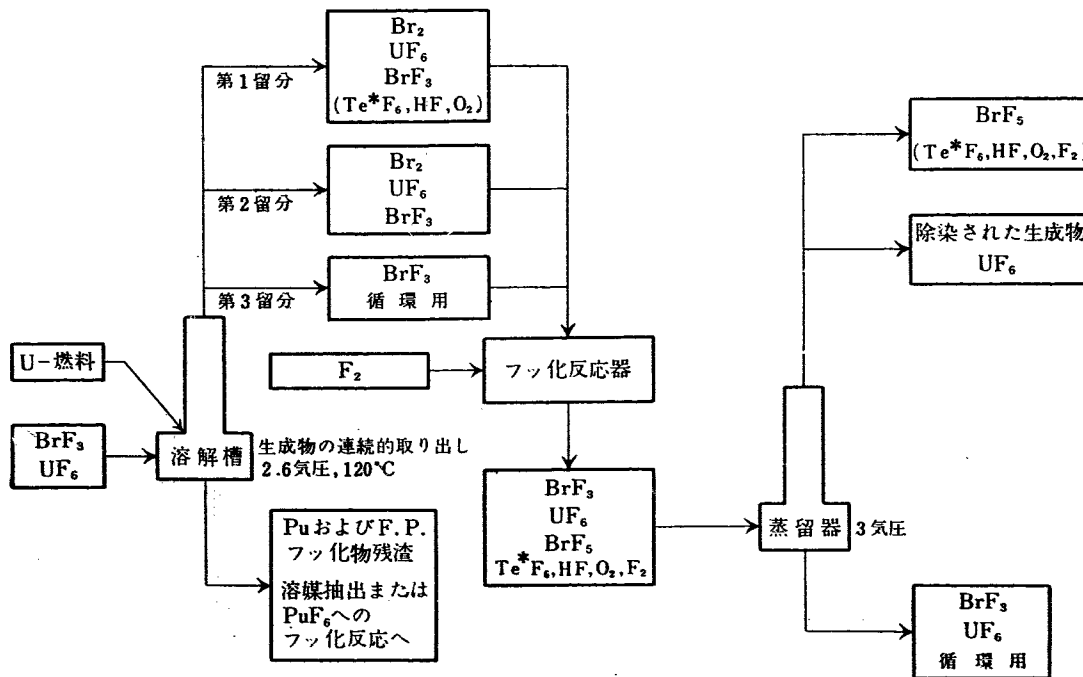 Br₂
UF₆
BrF₃
(Te*F₆,HF,O₂)
第1留分
Br₂
UF₆
BrF₃
第2留分
BrF₃
循環用
第3留分
U-燃料
BrF₃
UF₆
溶解槽
生成物の連続的取り出し
2.6気圧,120℃
PuおよびF.P.
フッ化物残渣
溶媒抽出または
PuF₆への
フッ化反応へ
F₂
フッ化反応器
BrF₃
UF₆
BrF₅
Te*F₆,HF,O₂,F₂
蒸留器
3気圧
BrF₅
(Te*F₆,HF,O₂,F₂)
除染された生成物
UF₆
BrF₃
UF₆
循環用